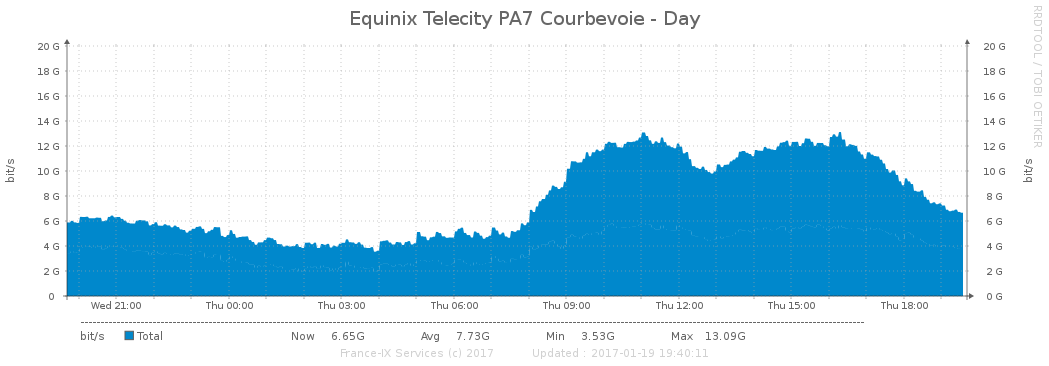 Equinix Telecity PA7 Courbevoie - Day
RRDTOOL / TOBI OETIKER
bit/s
bit/s
20 G 20 G
18 G 18 G
16 G 16 G
14 G 14 G
12 G 12 G
10 G 10 G
8 G 8 G
6 G 6 G
4 G 4 G
2 G 2 G
0 0 G
Wed 21:00 Thu 00:00 Thu 03:00 Thu 06:00 Thu 09:00 Thu 12:00 Thu 15:00 Thu 18:00
bit/s Total Now 6.65G Avg 7.73G Min 3.53G Max 13.09G
France-IX Services (c) 2017 Updated : 2017-01-19 19:40:11